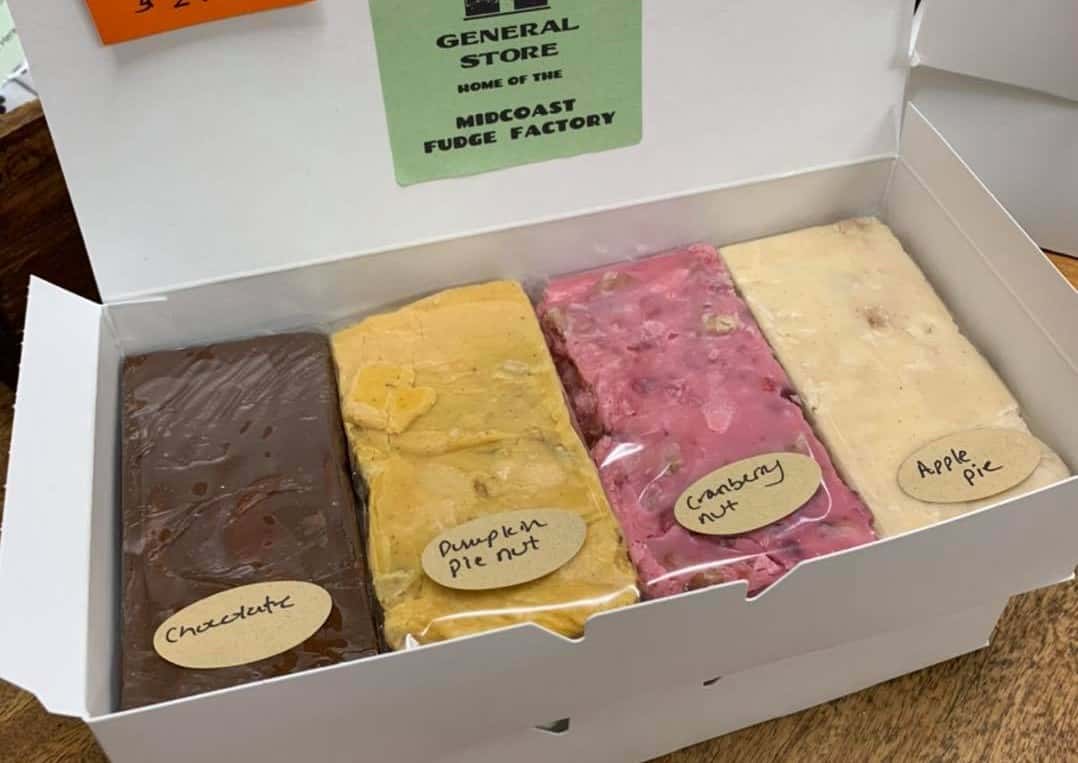 GENERAL
STORE
HOME OF THE
MIDCOAST
FUDGE FACTORY
Chocolate
Pumpkin
Pie nut
Cranberry
nut
Apple
Pie